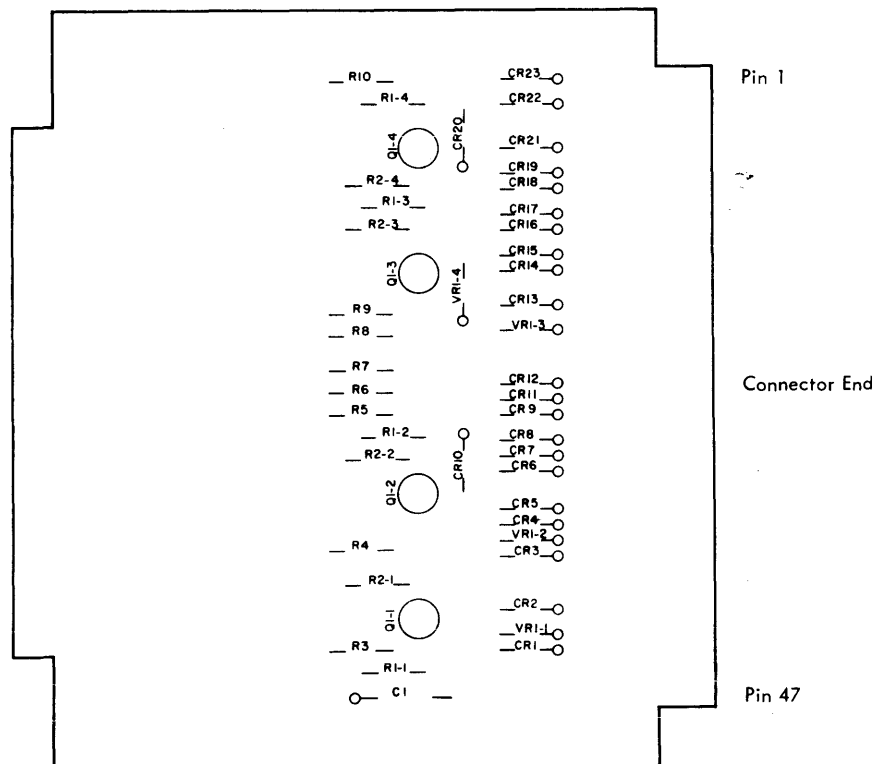 R10
CR23
Pin 1
R1-4
CR22
CR20
Q1-4
CR21
CR19
R2-4
CR18
R1-3
CR17
R2-3
CR16
CR15
Q1-3
CR14
VR1-4
CR13
R9
VR1-3
R8
R7
CR12
Connector End
R6
CR11
R5
CR9
R1-2
CR8
R2-2
CR7
CR10
CR6
Q1-2
CR5
CR4
VR1-2
R4
CR3
R2-1
CR2
Q1-1
VR1-1
R3
CR1
R1-1
C1
Pin 47